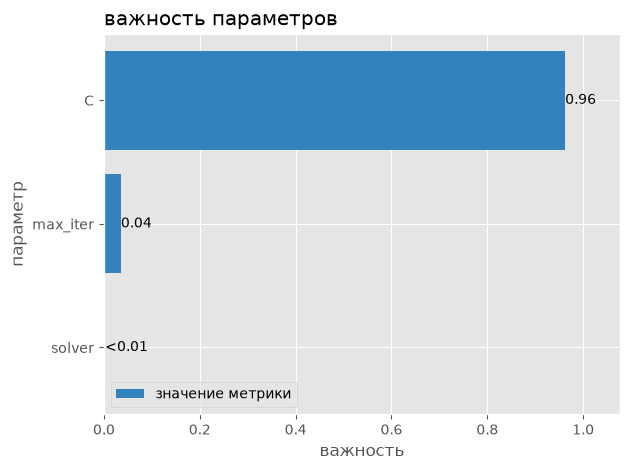 важность параметров
параметр
C
0.96
max_iter
0.04
solver
<0.01
значение метрики
0.0 0.2 0.4 0.6 0.8 1.0
важность